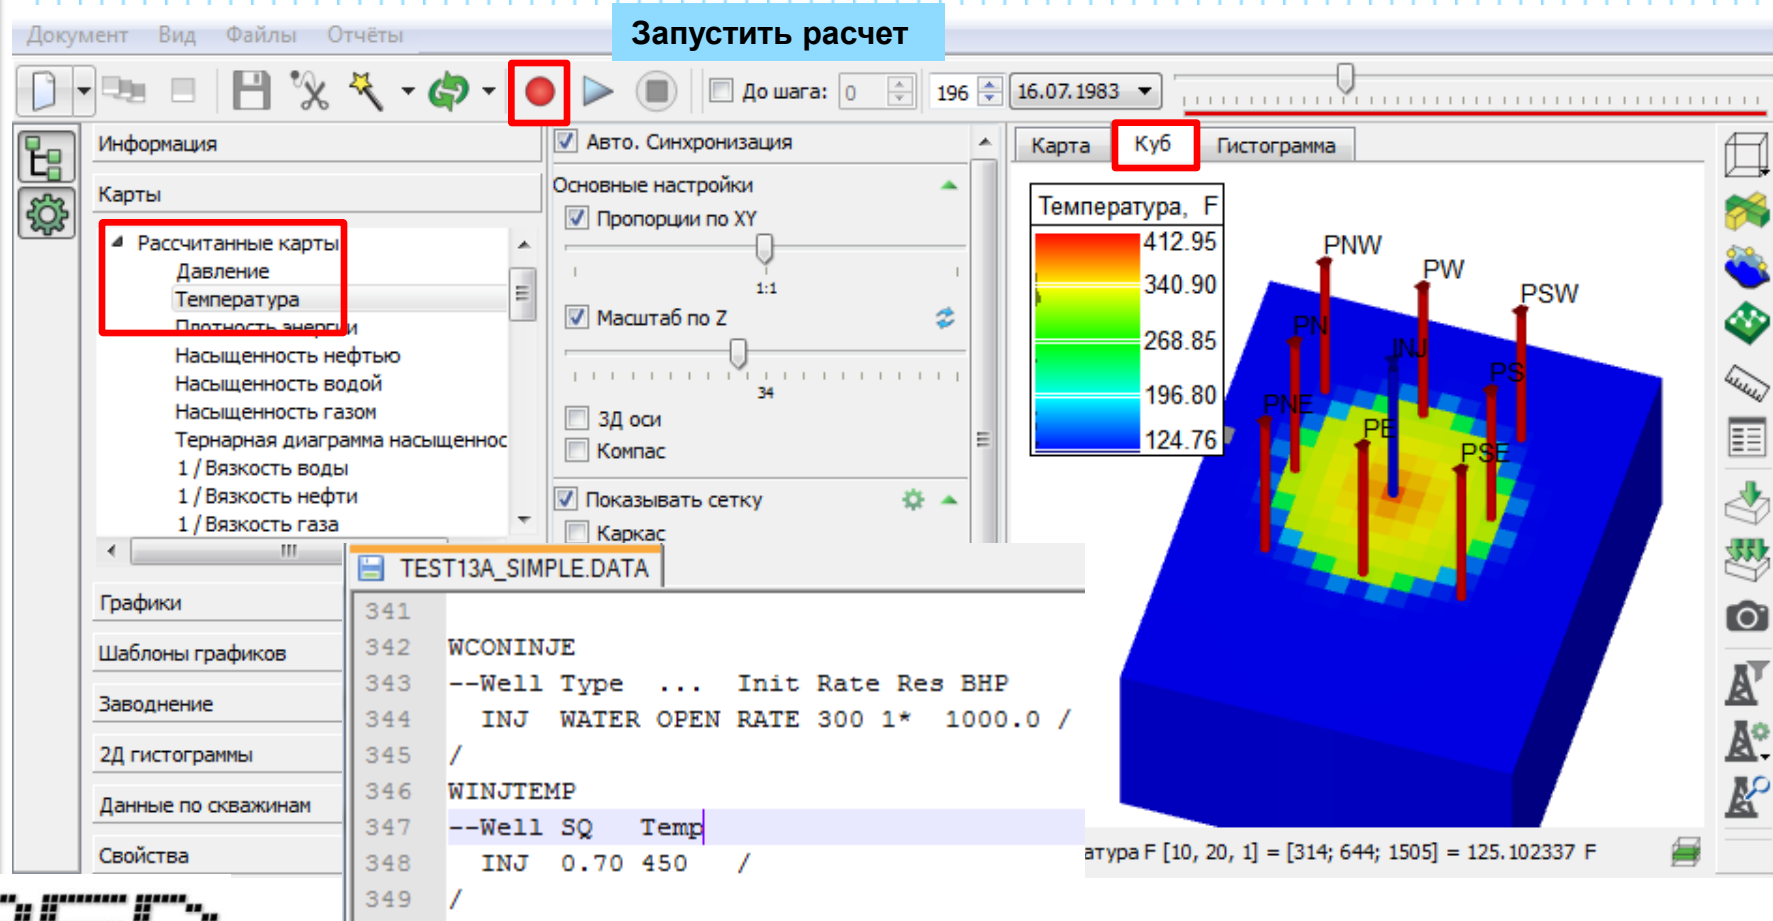 Запустить расчет
Документ Вид Файлы Отчёты
До шага: 0 196 16.07.1983
Информация
Карты
Рассчитанные карты
Давление
Температура
Плотность энергии
Насыщенность нефтью
Насыщенность водой
Насыщенность газом
Тернарная диаграмма насыщеннос
1 / Вязкость воды
1 / Вязкость нефти
1 / Вязкость газа
Графики
Шаблоны графиков
Заводнение
2Д гистограммы
Данные по скважинам
Свойства
Авто. Синхронизация
Основные настройки
Пропорции по XY
1:1
Масштаб по Z
34
3Д оси
Компас
Показывать сетку
Каркас
Карта Куб Гистограмма
Температура, F
412.95
340.90
268.85
196.80
124.76
PNW
PW
PSW
PN
INJ
PS
PNE
PE
PSE
TEST13A_SIMPLE.DATA
341
342 WCONINJE
343 --Well Type ... Init Rate Res BHP
344 INJ WATER OPEN RATE 300 1* 1000.0 /
345 /
346 WINJTEMP
347 --Well SQ Temp
348 INJ 0.70 450 /
349 /
атура F [10, 20, 1] = [314; 644; 1505] = 125.102337 F